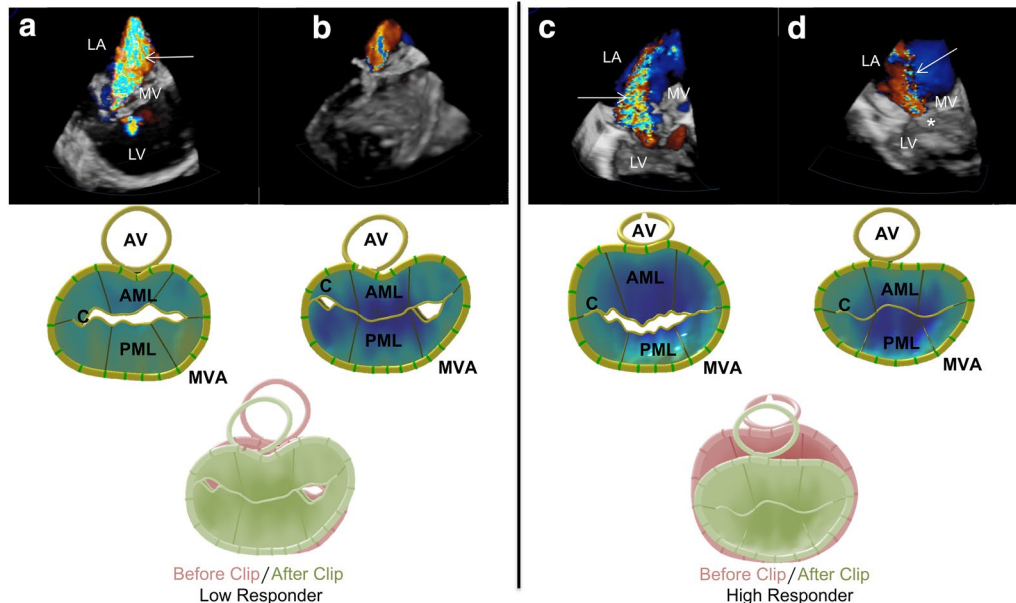 a
LA
MV
LV
b
c
LA
MV
LV
d
LA
MV
*
LV
AV
AML
C
PML
MVA
AV
AML
C
PML
AV
AML
C
PML
MVA
AV
AML
C
PML
MVA
Before Clip/After Clip
Low Responder
Before Clip/After Clip
High Responder